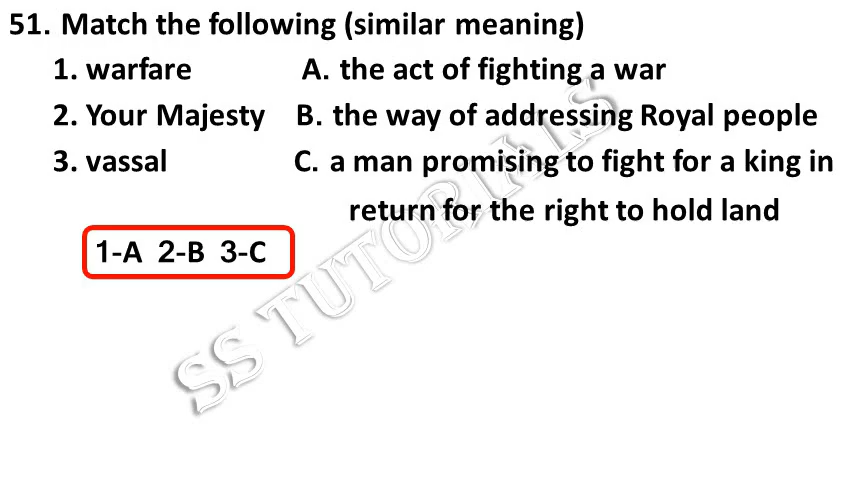 51. Match the following (similar meaning)
1. warfare A. the act of fighting a war
2. Your Majesty B. the way of addressing Royal people
3. vassal C. a man promising to fight for a king in
return for the right to hold land
1-A 2-B 3-C
SS TUTORIALS